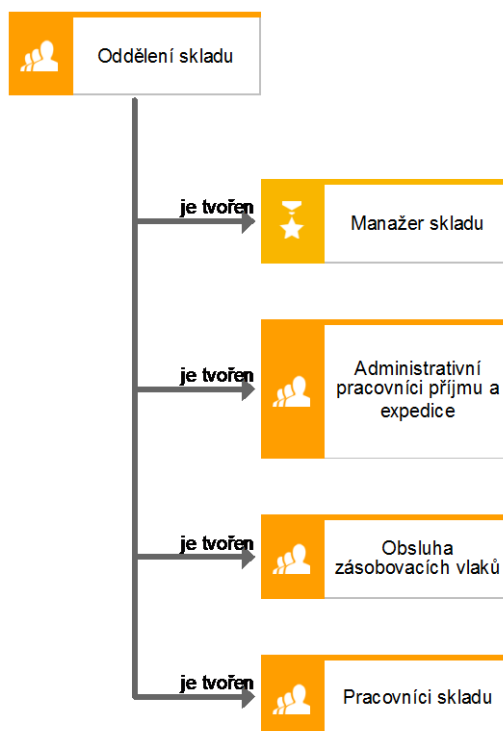 Oddělení skladu
je tvořen
Manažer skladu
je tvořen
Administrativní
pracovníci příjmu a
expedice
je tvořen
Obsluha
zásobovacích vlaků
je tvořen
Pracovníci skladu